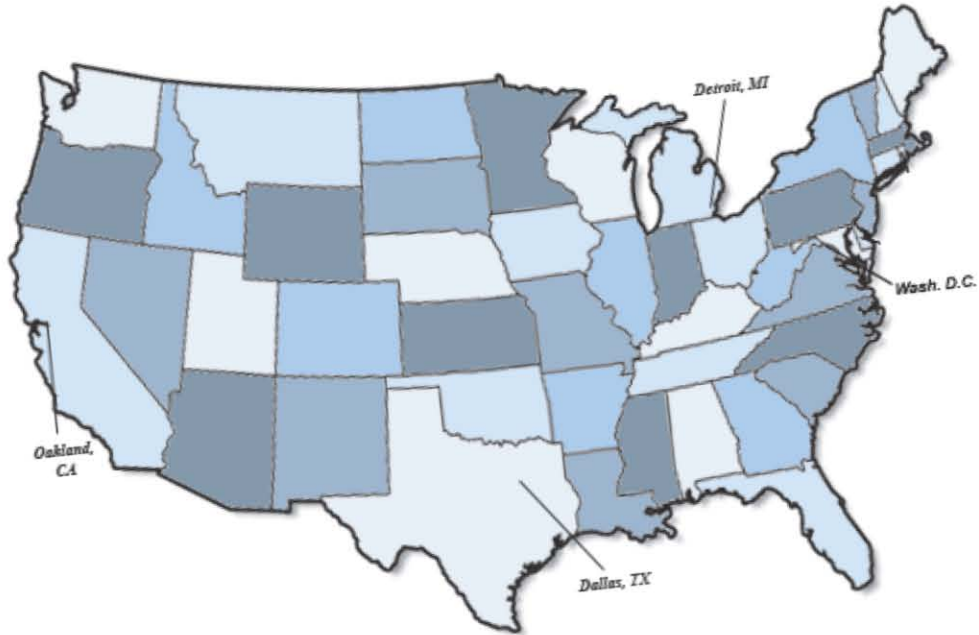 Detroit, MI
Wash. D.C.
Oakland,
CA
Dallas, TX